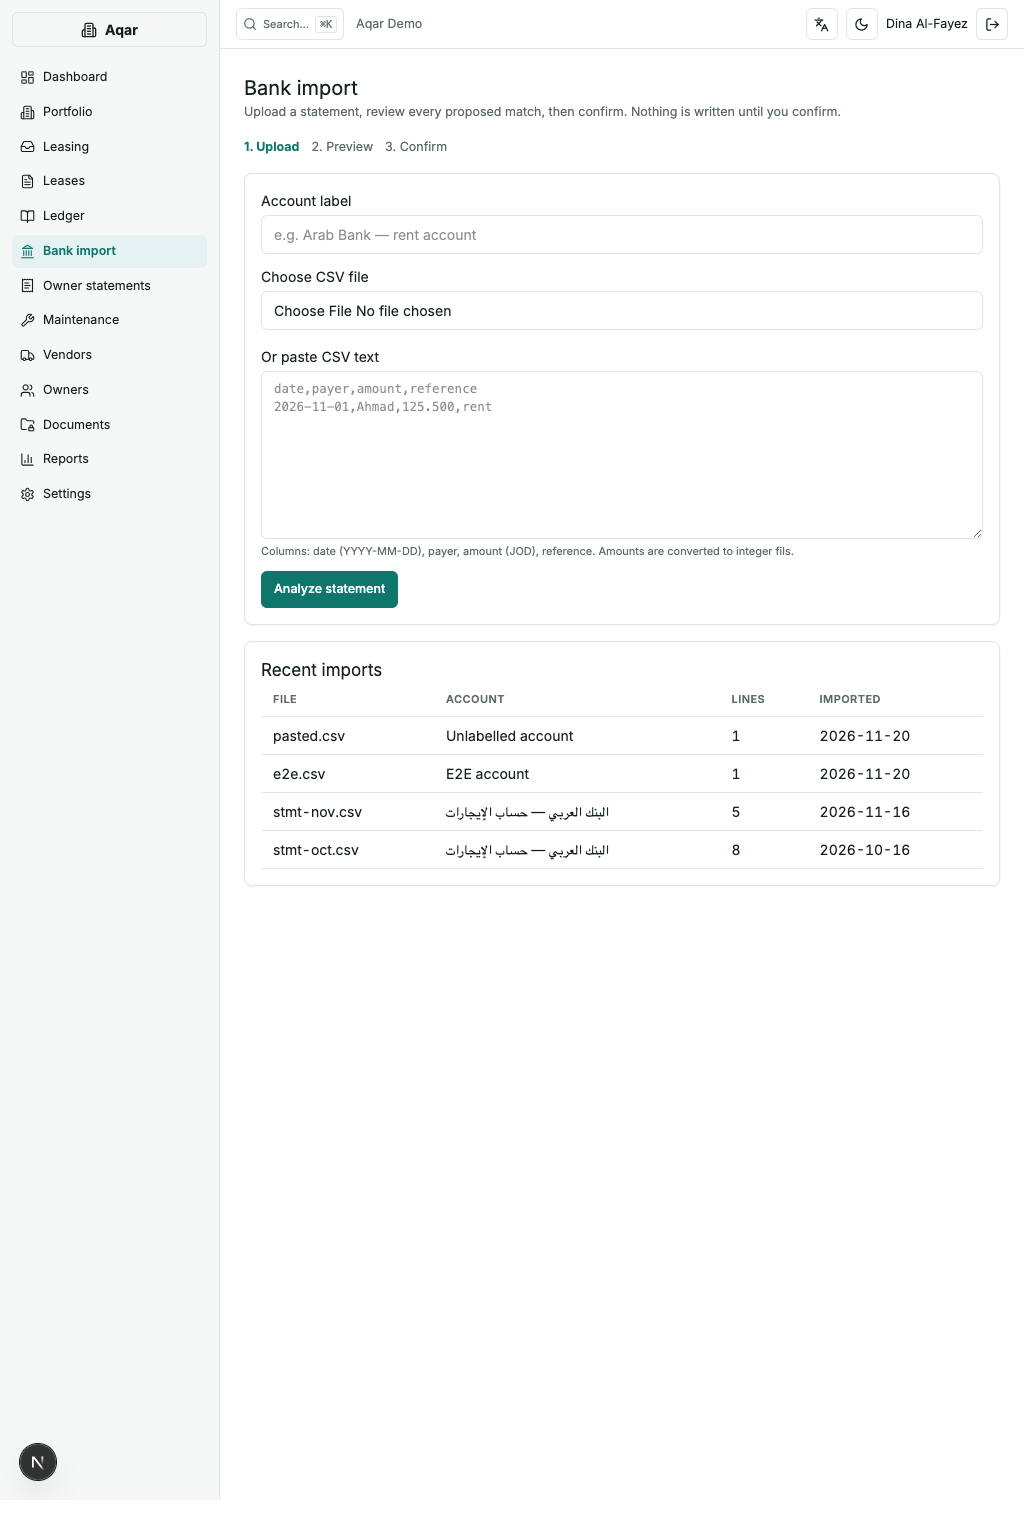 Aqar
Search... ⌘K
Aqar Demo
Dina Al-Fayez
Dashboard
Portfolio
Leasing
Leases
Ledger
Bank import
Owner statements
Maintenance
Vendors
Owners
Documents
Reports
Settings
Bank import
Upload a statement, review every proposed match, then confirm. Nothing is written until you confirm.
1. Upload 2. Preview 3. Confirm
Account label
e.g. Arab Bank — rent account
Choose CSV file
Choose File No file chosen
Or paste CSV text
date,payer,amount,reference
2026-11-01,Ahmad,125.500,rent
Columns: date (YYYY-MM-DD), payer, amount (JOD), reference. Amounts are converted to integer fils.
Analyze statement
Recent imports
FILE ACCOUNT LINES IMPORTED
pasted.csv Unlabelled account 1 2026-11-20
e2e.csv E2E account 1 2026-11-20
stmt-nov.csv البنك العربي — حساب الإيجارات 5 2026-11-16
stmt-oct.csv البنك العربي — حساب الإيجارات 8 2026-10-16
N